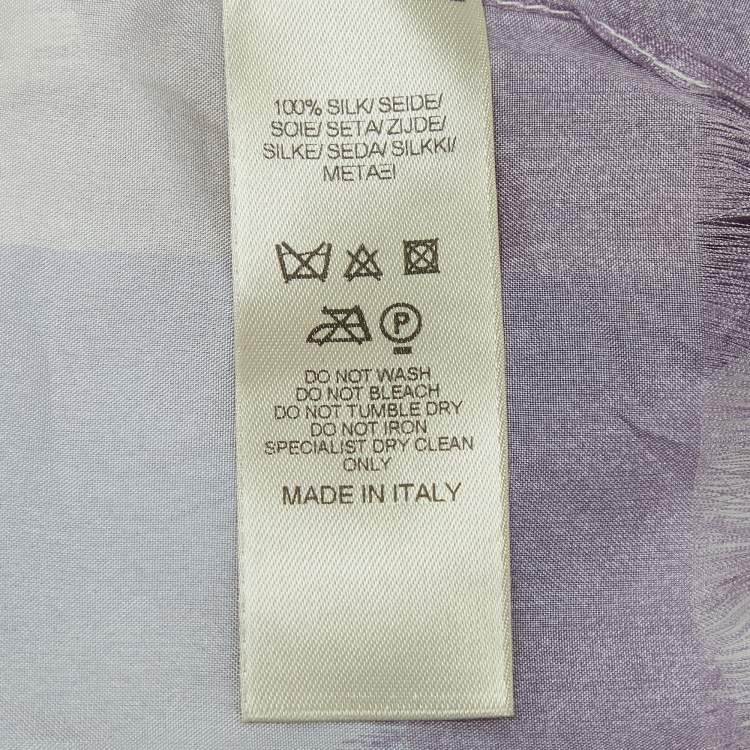 100% SILK/ SEIDE/
SOIE/ SETA/ ZIJDE/
SILKE/ SEDA/ SILKKI/
ΜΕΤΑΞΙ
P
DO NOT WASH
DO NOT BLEACH
DO NOT TUMBLE DRY
DO NOT IRON
SPECIALIST DRY CLEAN
ONLY
MADE IN ITALY